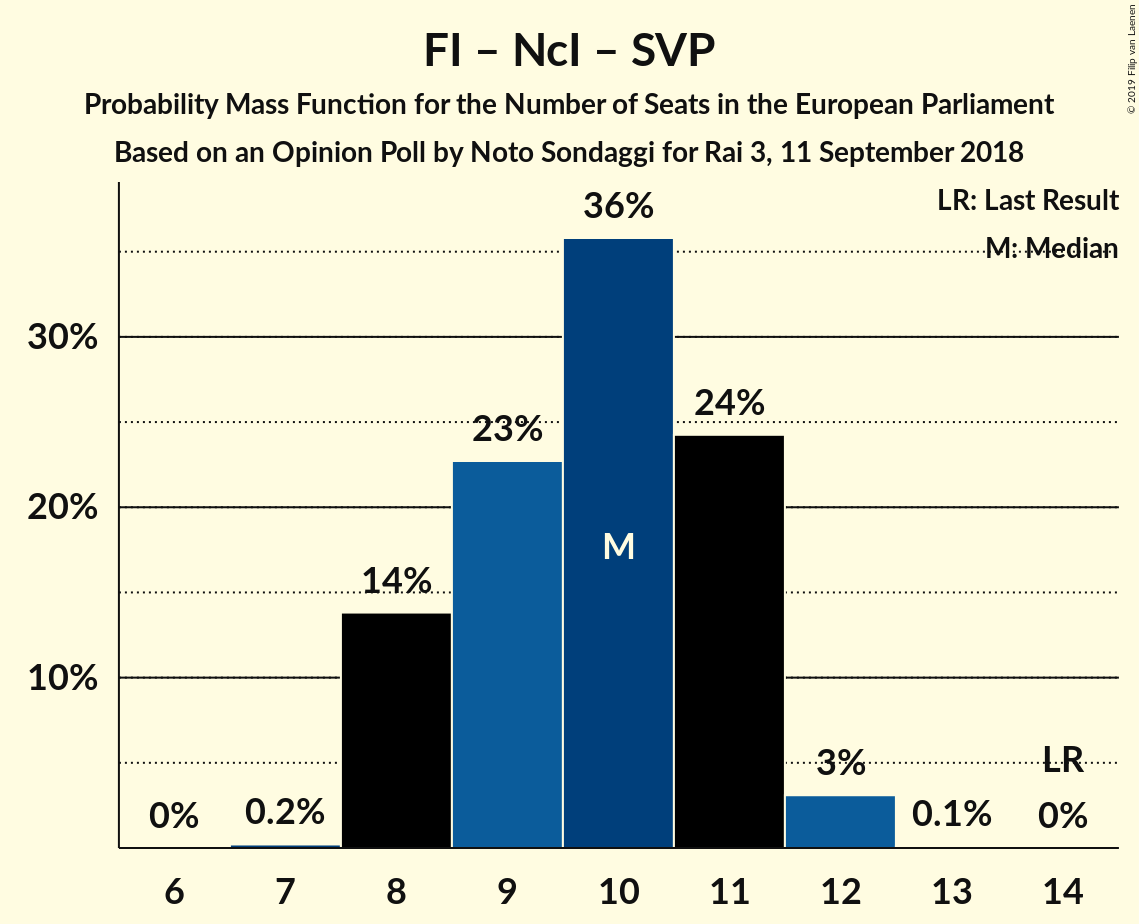 FI – NcI – SVP
Probability Mass Function for the Number of Seats in the European Parliament
Based on an Opinion Poll by Noto Sondaggi for Rai 3, 11 September 2018
© 2019 Filip van Laenen
LR: Last Result
M: Median
30%
20%
10%
0%
0.2%
14%
23%
36%
M
24%
3%
0.1%
LR
0%
6 7 8 9 10 11 12 13 14